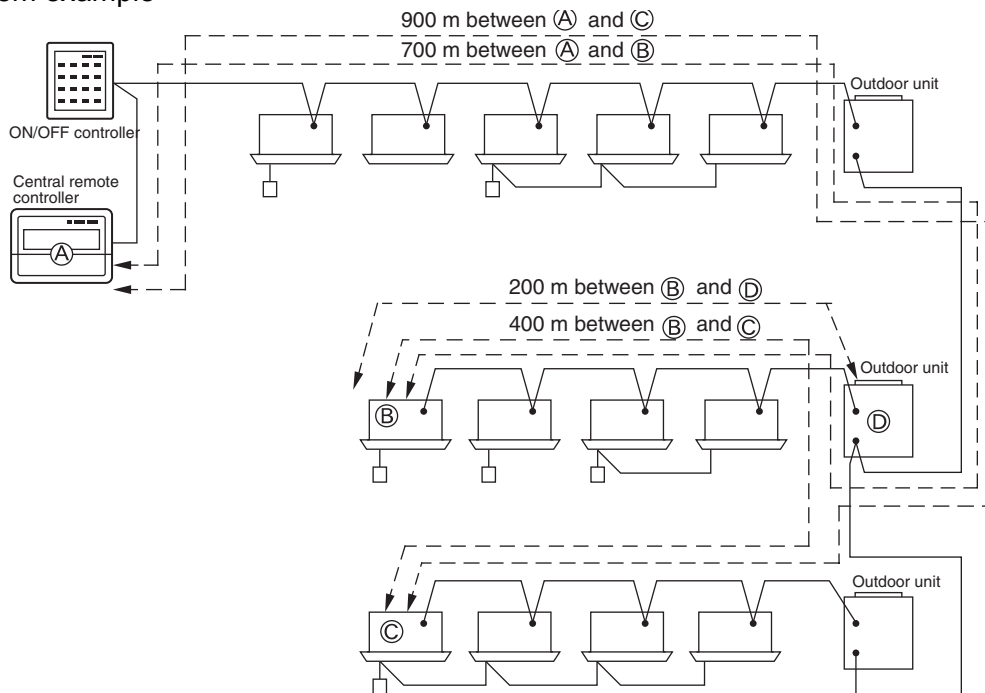 900 m between Ⓐ and Ⓒ
700 m between Ⓐ and Ⓑ
ON/OFF controller
Outdoor unit
Central remote
controller
Ⓐ
200 m between Ⓑ and Ⓓ
400 m between Ⓑ and Ⓒ
Outdoor unit
Ⓑ
Ⓓ
Outdoor unit
Ⓒ